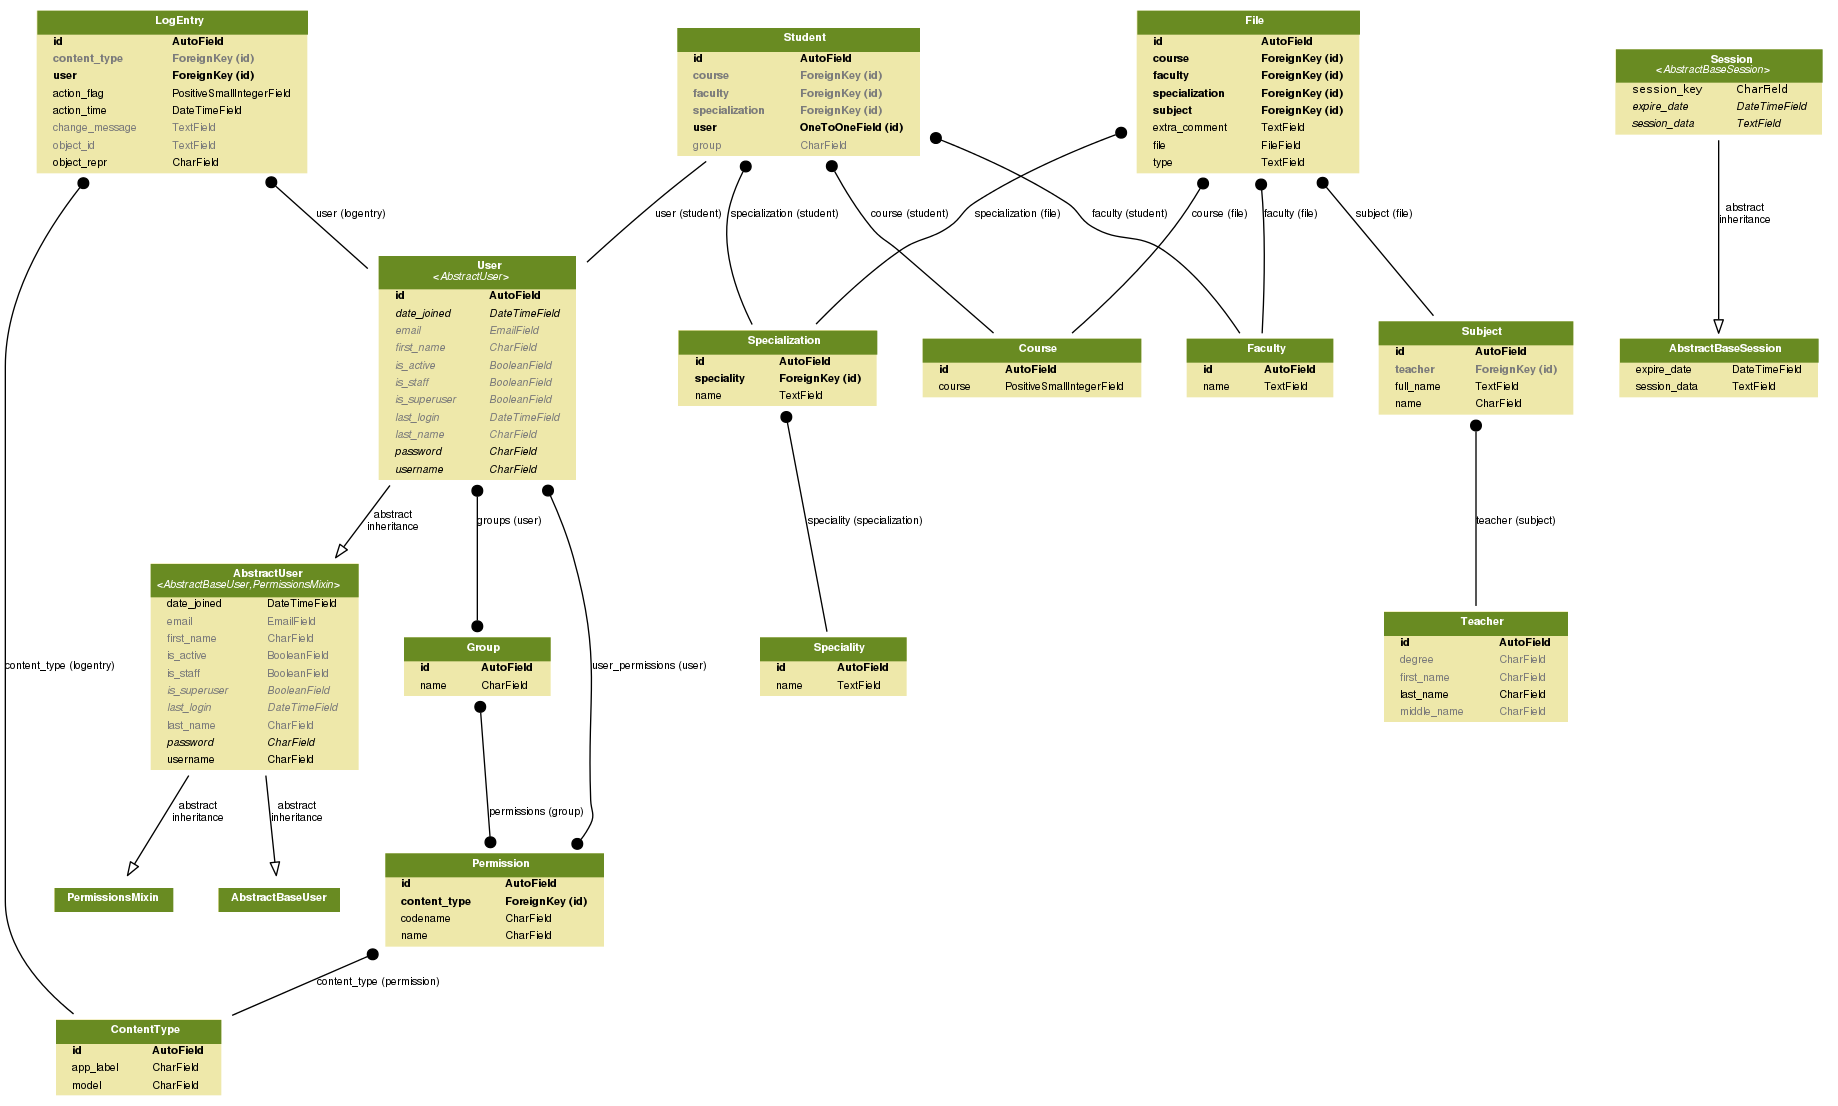 LogEntry
id AutoField
content_type ForeignKey (id)
user ForeignKey (id)
action_flag PositiveSmallIntegerField
action_time DateTimeField
change_message TextField
object_id TextField
object_repr CharField
Student
id AutoField
course ForeignKey (id)
faculty ForeignKey (id)
specialization ForeignKey (id)
user OneToOneField (id)
group CharField
File
id AutoField
course ForeignKey (id)
faculty ForeignKey (id)
specialization ForeignKey (id)
subject ForeignKey (id)
extra_comment TextField
file FileField
type TextField
Session
<AbstractBaseSession>
session_key CharField
expire_date DateTimeField
session_data TextField
user (logentry)
user (student)
specialization (student)
course (student)
specialization (file)
faculty (student)
course (file)
faculty (file)
subject (file)
abstract
inheritance
User
<AbstractUser>
id AutoField
date_joined DateTimeField
email EmailField
first_name CharField
is_active BooleanField
is_staff BooleanField
is_superuser BooleanField
last_login DateTimeField
last_name CharField
password CharField
username CharField
Specialization
id AutoField
speciality ForeignKey (id)
name TextField
Course
id AutoField
course PositiveSmallIntegerField
Faculty
id AutoField
name TextField
Subject
id AutoField
teacher ForeignKey (id)
full_name TextField
name CharField
AbstractBaseSession
expire_date DateTimeField
session_data TextField
abstract
inheritance
groups (user)
speciality (specialization)
teacher (subject)
AbstractUser
<AbstractBaseUser,PermissionsMixin>
date_joined DateTimeField
email EmailField
first_name CharField
is_active BooleanField
is_staff BooleanField
is_superuser BooleanField
last_login DateTimeField
last_name CharField
password CharField
username CharField
content_type (logentry)
Group
id AutoField
name CharField
user_permissions (user)
Speciality
id AutoField
name TextField
Teacher
id AutoField
degree CharField
first_name CharField
last_name CharField
middle_name CharField
abstract
inheritance
abstract
inheritance
permissions (group)
PermissionsMixin
AbstractBaseUser
Permission
id AutoField
content_type ForeignKey (id)
codename CharField
name CharField
content_type (permission)
ContentType
id AutoField
app_label CharField
model CharField